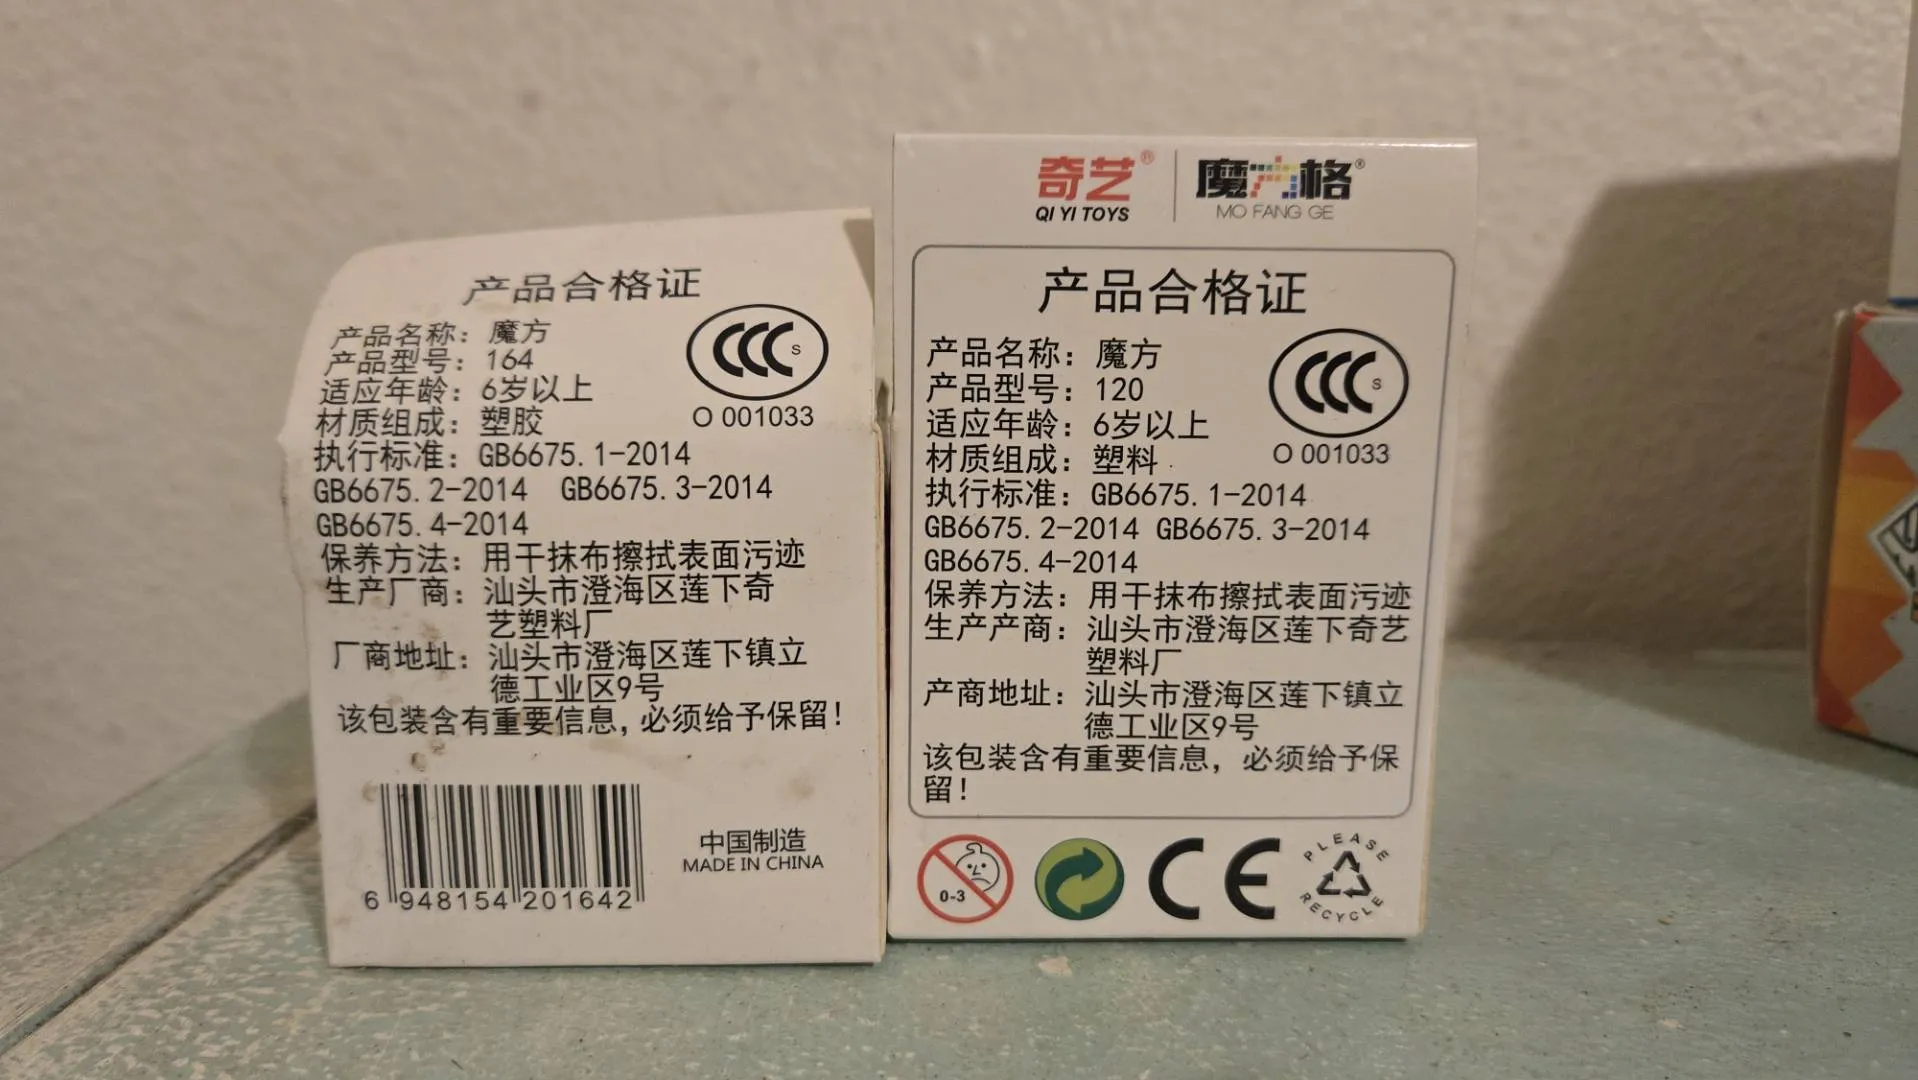 产品合格证
产品名称：魔方
产品型号：164
适应年龄：6岁以上
材质组成：塑胶
执行标准：GB6675.1-2014
GB6675.2-2014 GB6675.3-2014
GB6675.4-2014
保养方法：用干抹布擦拭表面污迹
生产厂商：汕头市澄海区莲下奇
艺塑料厂
厂商地址：汕头市澄海区莲下镇立
德工业区9号
该包装含有重要信息，必须给予保留！
CCC S
O 001033
6 948154 201642
中国制造
MADE IN CHINA
奇艺® 魔方格®
QI YI TOYS MO FANG GE
产品合格证
产品名称：魔方
产品型号：120
适应年龄：6岁以上
材质组成：塑料
执行标准：GB6675.1-2014
GB6675.2-2014 GB6675.3-2014
GB6675.4-2014
保养方法：用干抹布擦拭表面污迹
生产产商：汕头市澄海区莲下奇艺
塑料厂
产商地址：汕头市澄海区莲下镇立
德工业区9号
该包装含有重要信息，必须给予保
留！
CCC S
O 001033
0-3
CE
PLEASE
RECYCLE